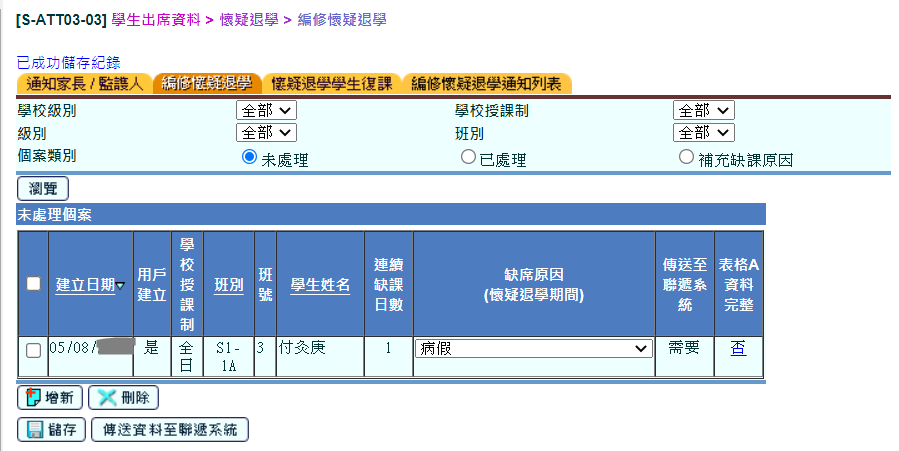 [S-ATT03-03] 學生出席資料 > 懷疑退學 > 編修懷疑退學
已成功儲存紀錄
通知家長 / 監護人 編修懷疑退學 懷疑退學學生復課 編修懷疑退學通知列表
學校級別 全部 學校授課制 全部
級別 全部 班別 全部
個案類別 未處理 已處理 補充缺課原因
瀏覽
未處理個案
建立日期 用戶建立 學校授課制 班別 班號 學生姓名 連續缺課日數 缺席原因 (懷疑退學期間) 傳送至聯遞系統 表格A資料完整
05/08/ 是 全日 S1-1A 3 付灸庚 1 病假 需要 否
增新 刪除
儲存 傳送資料至聯遞系統